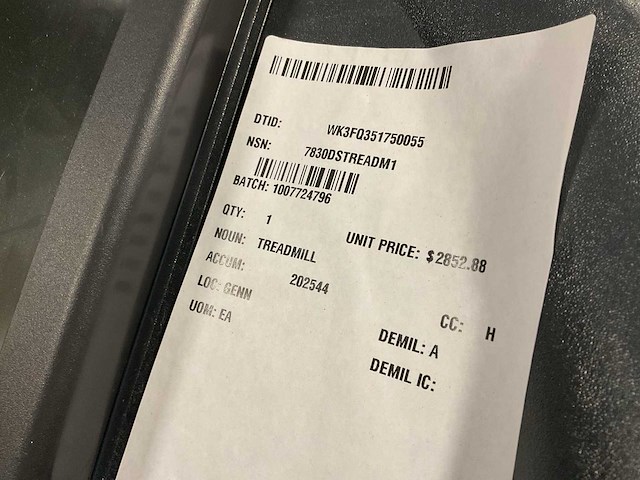 DTID: WK3FQ351750055
NSN: 7830DSTREADM1
BATCH: 1007724796
QTY: 1 UNIT PRICE: $2852.88
NOUN: TREADMILL
ACCUM: 202544
LOC: GENN CC: H
UOM: EA DEMIL: A
DEMIL IC: